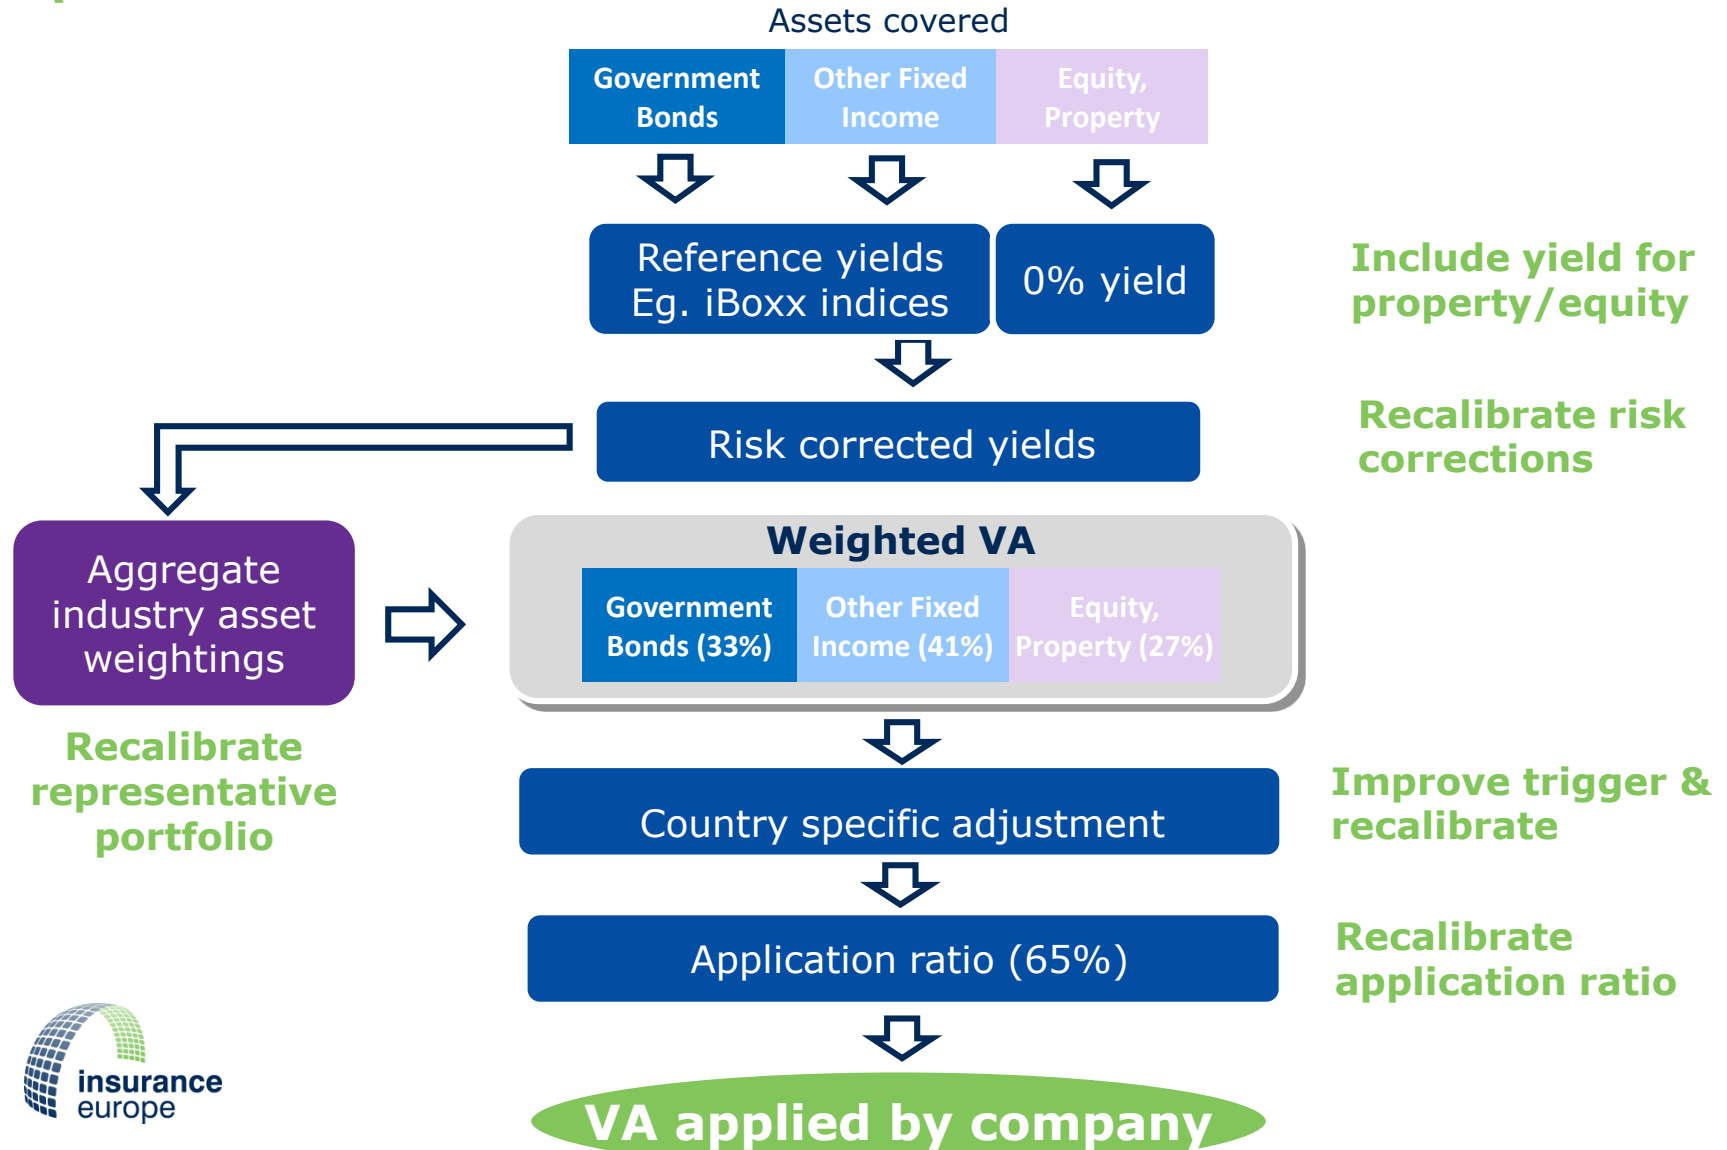 Assets covered
Government
Bonds
Other Fixed
Income
Equity,
Property
Reference yields
Eg. iBoxx indices
0% yield
Include yield for
property/equity
Risk corrected yields
Recalibrate risk
corrections
Aggregate
industry asset
weightings
Weighted VA
Government
Bonds (33%)
Other Fixed
Income (41%)
Equity,
Property (27%)
Recalibrate
representative
portfolio
Country specific adjustment
Improve trigger &
recalibrate
Application ratio (65%)
Recalibrate
application ratio
insurance
europe
VA applied by company